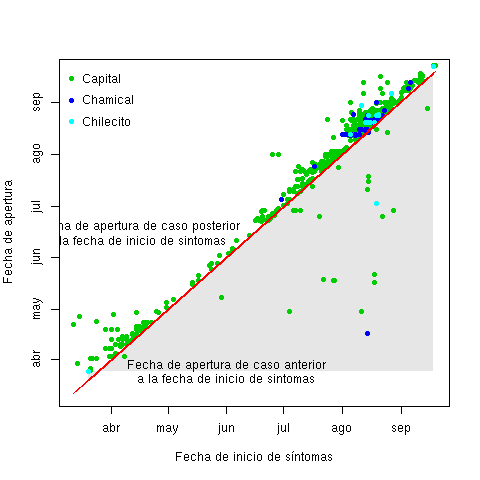 Capital
Chamical
Chilecito
ha de apertura de caso posterior
la fecha de inicio de sintomas
Fecha de apertura de caso anterior
a la fecha de inicio de sintomas
Fecha de apertura
sep
ago
jul
jun
may
abr
abr may jun jul ago sep
Fecha de inicio de síntomas